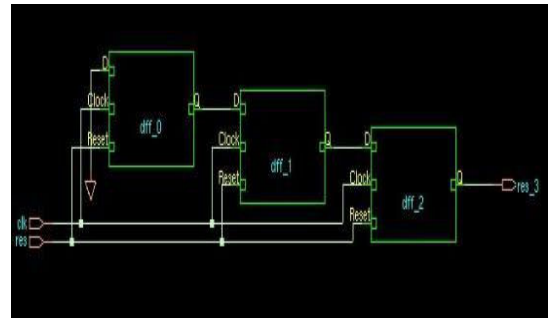 D
Clock
Reset
dff_0
Q
D
Clock
Reset
dff_1
Q
D
Clock
Reset
dff_2
Q
res_3
clk
res